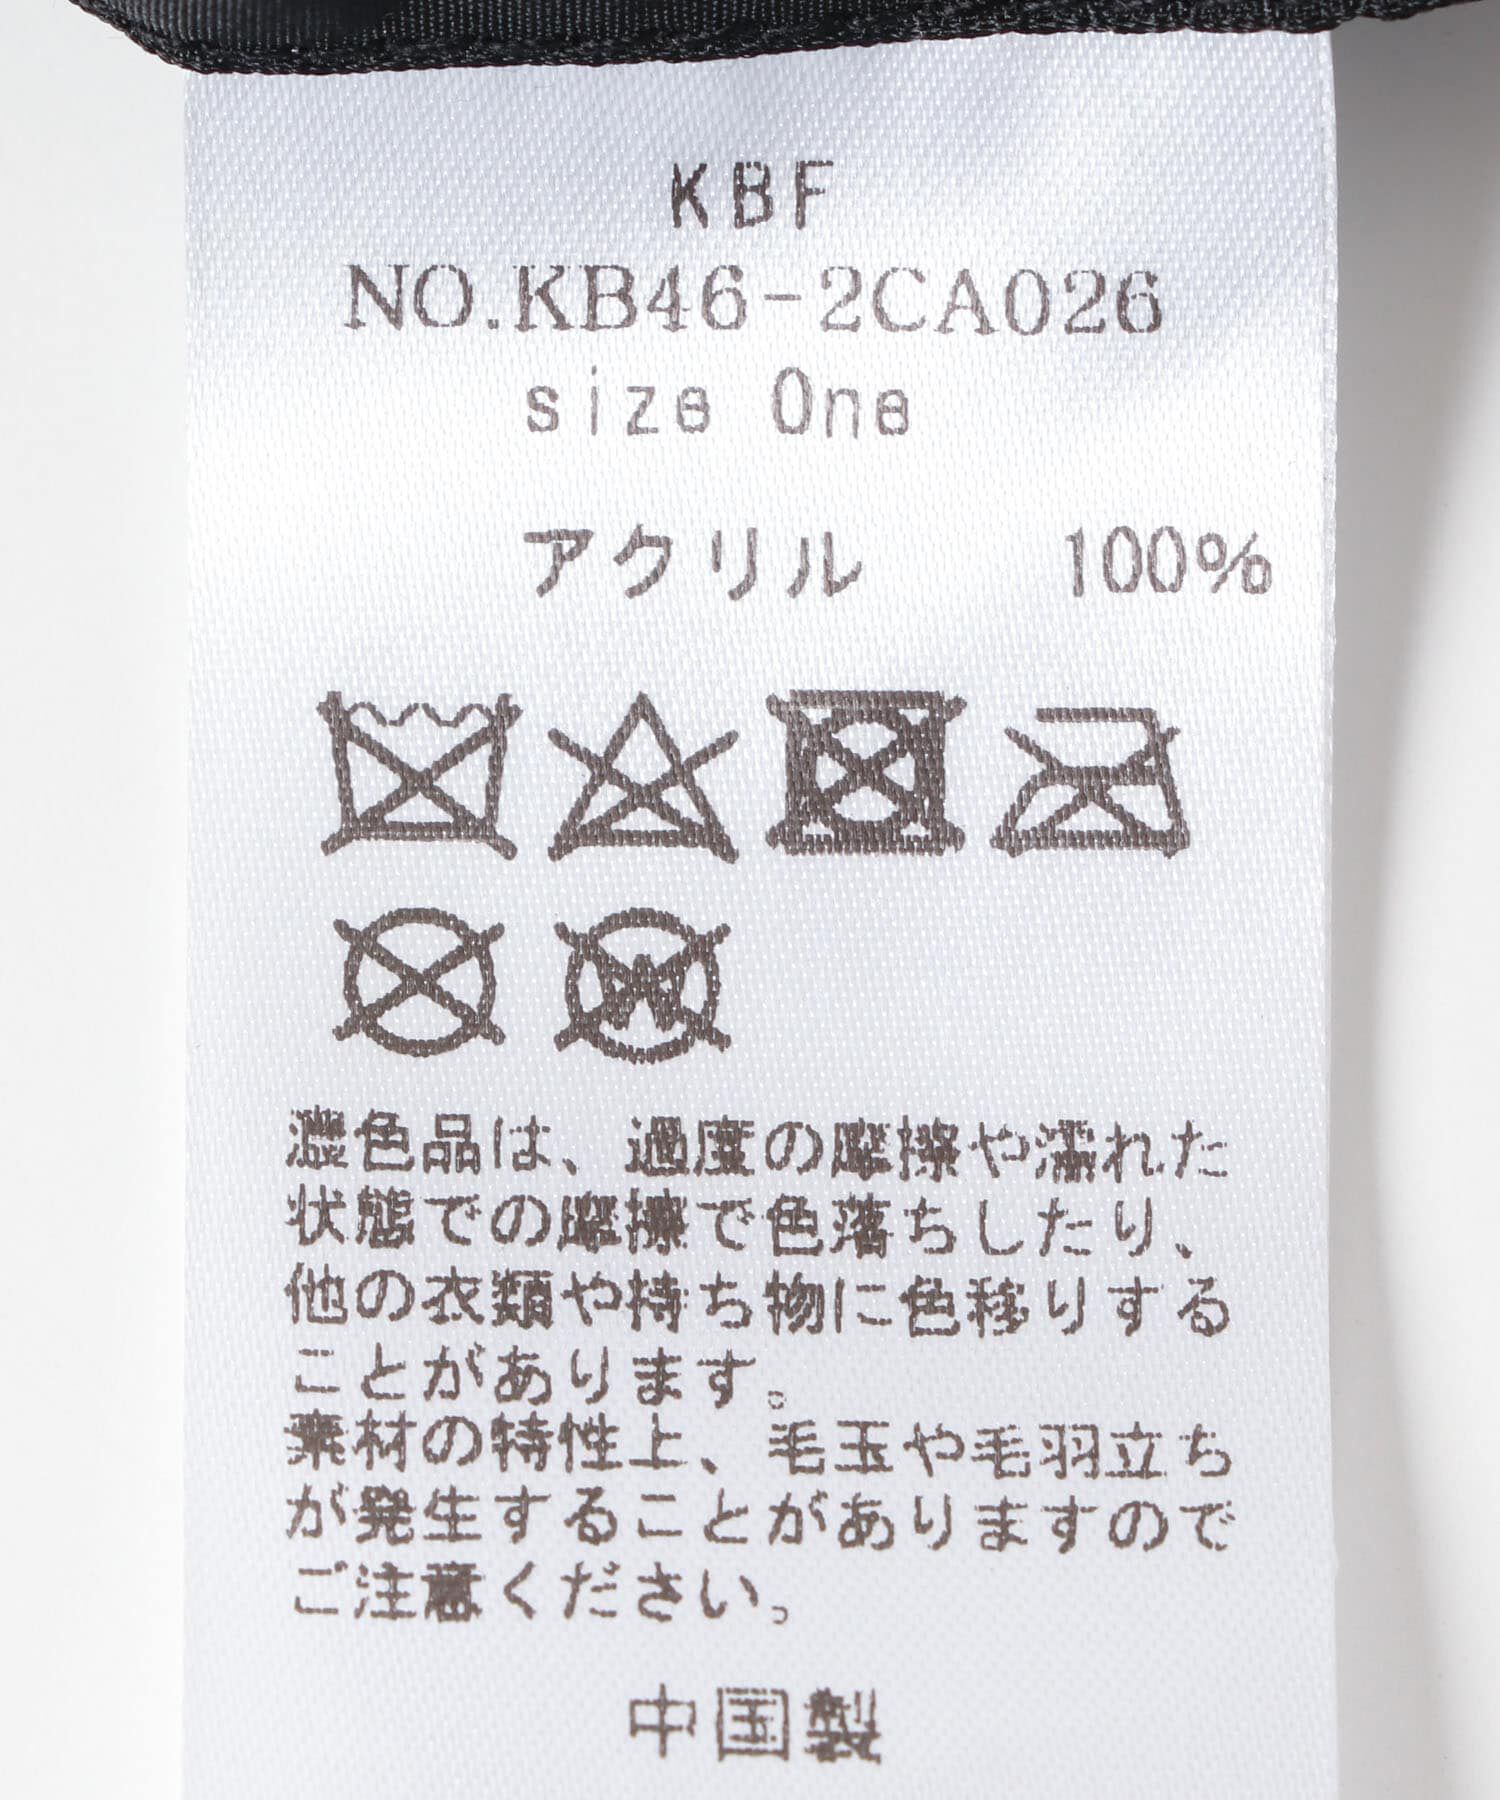 KBF
NO.KB46-2CA026
size One
アクリル 100%
濃色品は、過度の摩擦や濡れた
状態での摩擦で色落ちしたり、
他の衣類や持ち物に色移りする
ことがあります。
素材の特性上、毛玉や毛羽立ち
が発生することがありますので
ご注意ください。
中国製